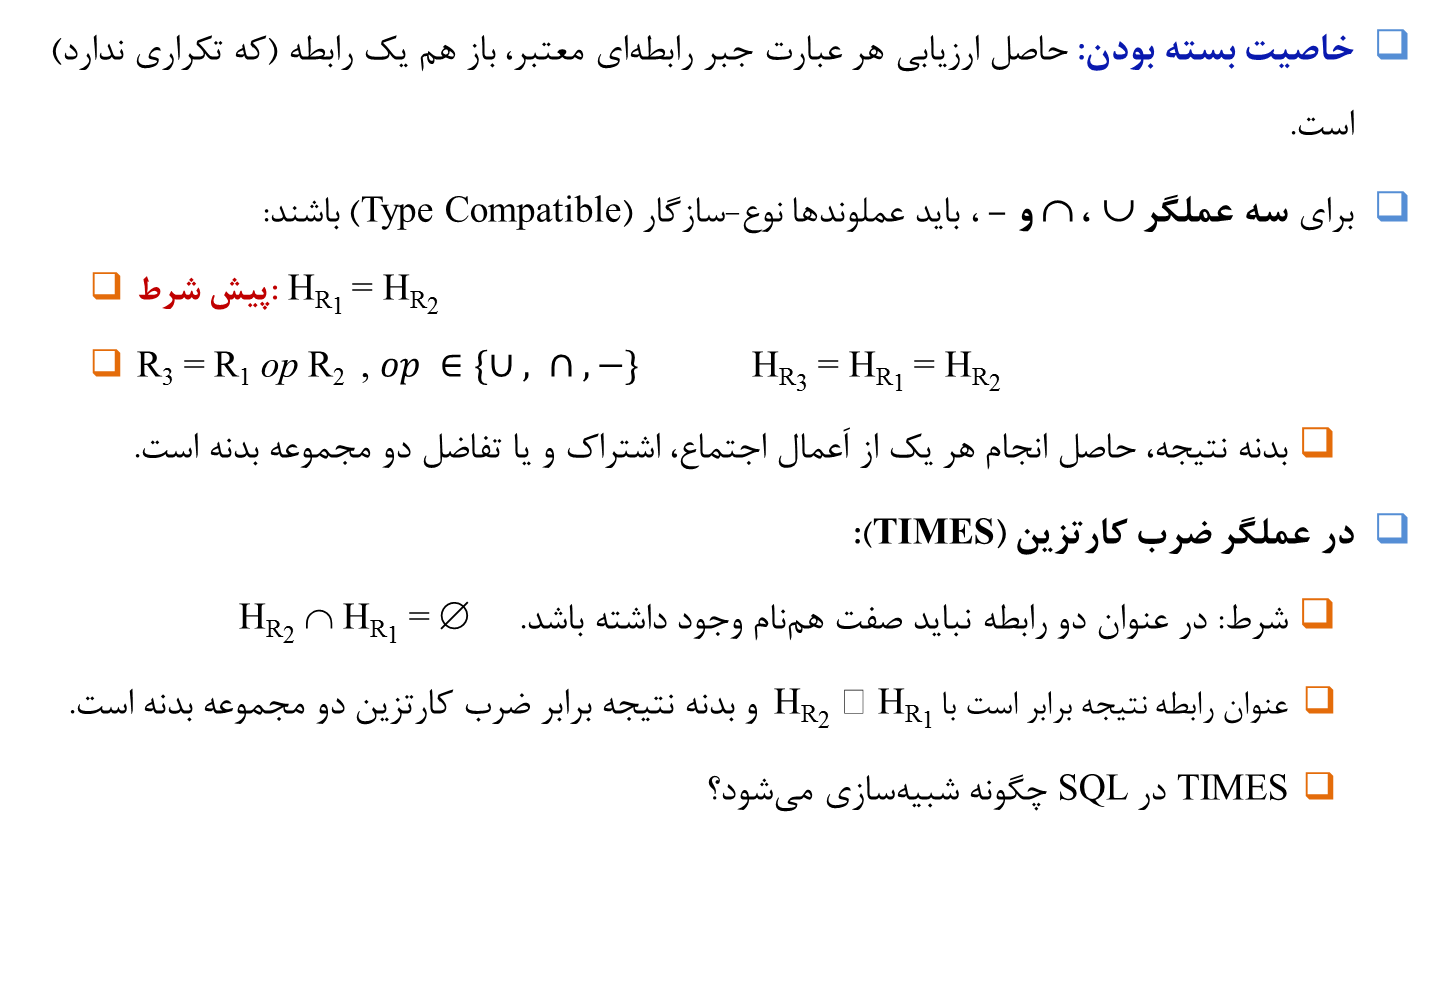 خاصیت بسته بودن: حاصل ارزیابی هر عبارت جبر رابطه‌ای معتبر، باز هم یک رابطه (که تکراری ندارد)
است.
برای سه عملگر ∪ ، ∩ و − ، باید عملوندها نوع-سازگار (Type Compatible) باشند:
پیش شرط: H_R1 = H_R2
R3 = R1 op R2 , op ∈ {∪ , ∩ , −} H_R3 = H_R1 = H_R2
بدنه نتیجه، حاصل انجام هر یک از اَعمال اجتماع، اشتراک و یا تفاضل دو مجموعه بدنه است.
در عملگر ضرب کارتزین (TIMES):
شرط: در عنوان دو رابطه نباید صفت هم‌نام وجود داشته باشد. H_R2 ∩ H_R1 = ∅
عنوان رابطه نتیجه برابر است با H_R2 □ H_R1 و بدنه نتیجه برابر ضرب کارتزین دو مجموعه بدنه است.
TIMES در SQL چگونه شبیه‌سازی می‌شود؟